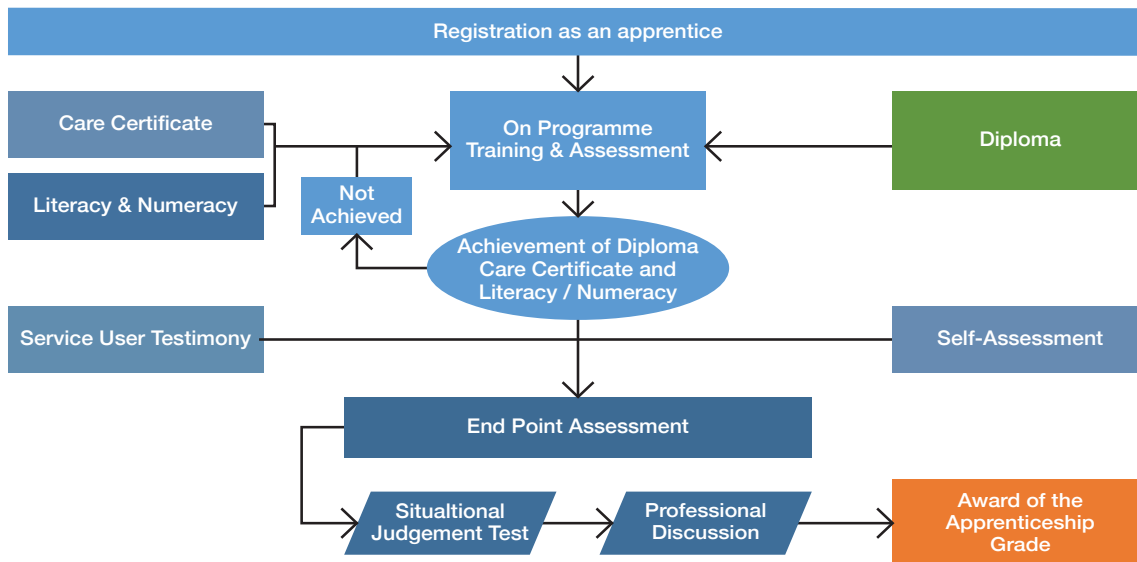 Registration as an apprentice
Care Certificate
On Programme
Training & Assessment
Diploma
Literacy & Numeracy
Not
Achieved
Achievement of Diploma
Care Certificate and
Literacy / Numeracy
Service User Testimony
Self-Assessment
End Point Assessment
Situaltional
Judgement Test
Professional
Discussion
Award of the
Apprenticeship
Grade